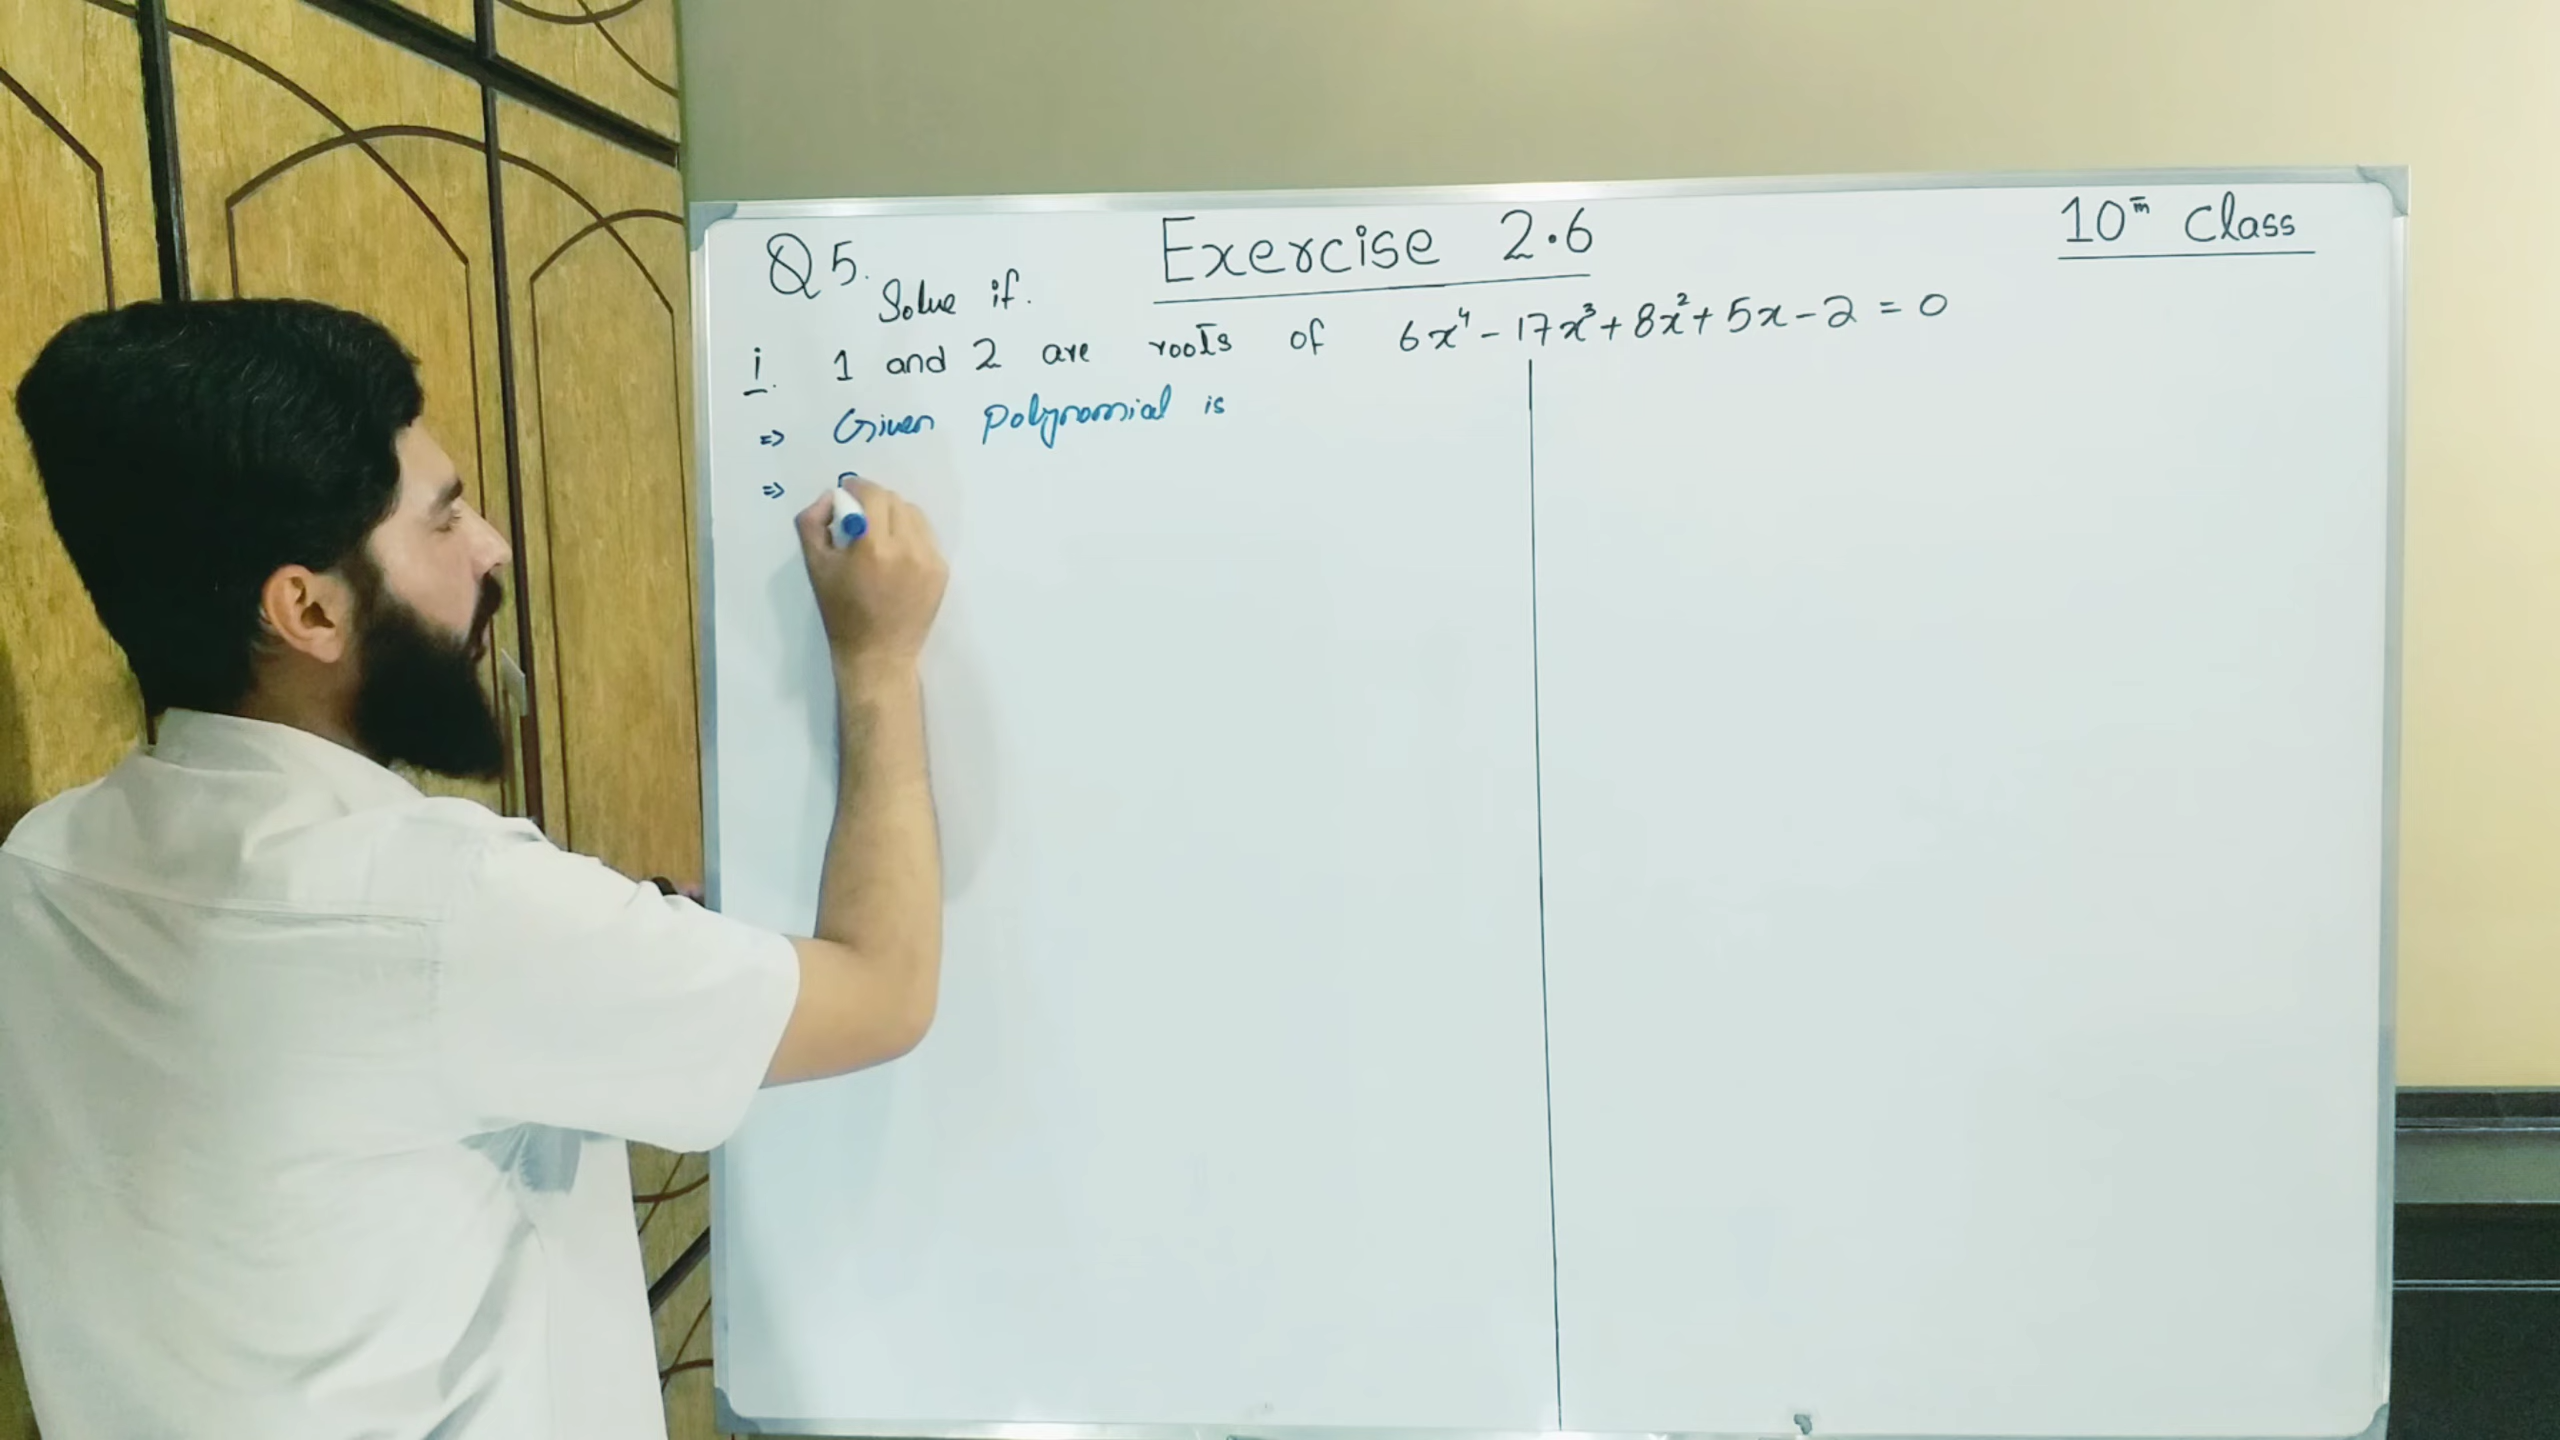 Exercise 2.6
10th Class
Q5. Solve if.
i. 1 and 2 are roots of 6x⁴ - 17x³ + 8x² + 5x - 2 = 0
=> Given Polynomial is
=>